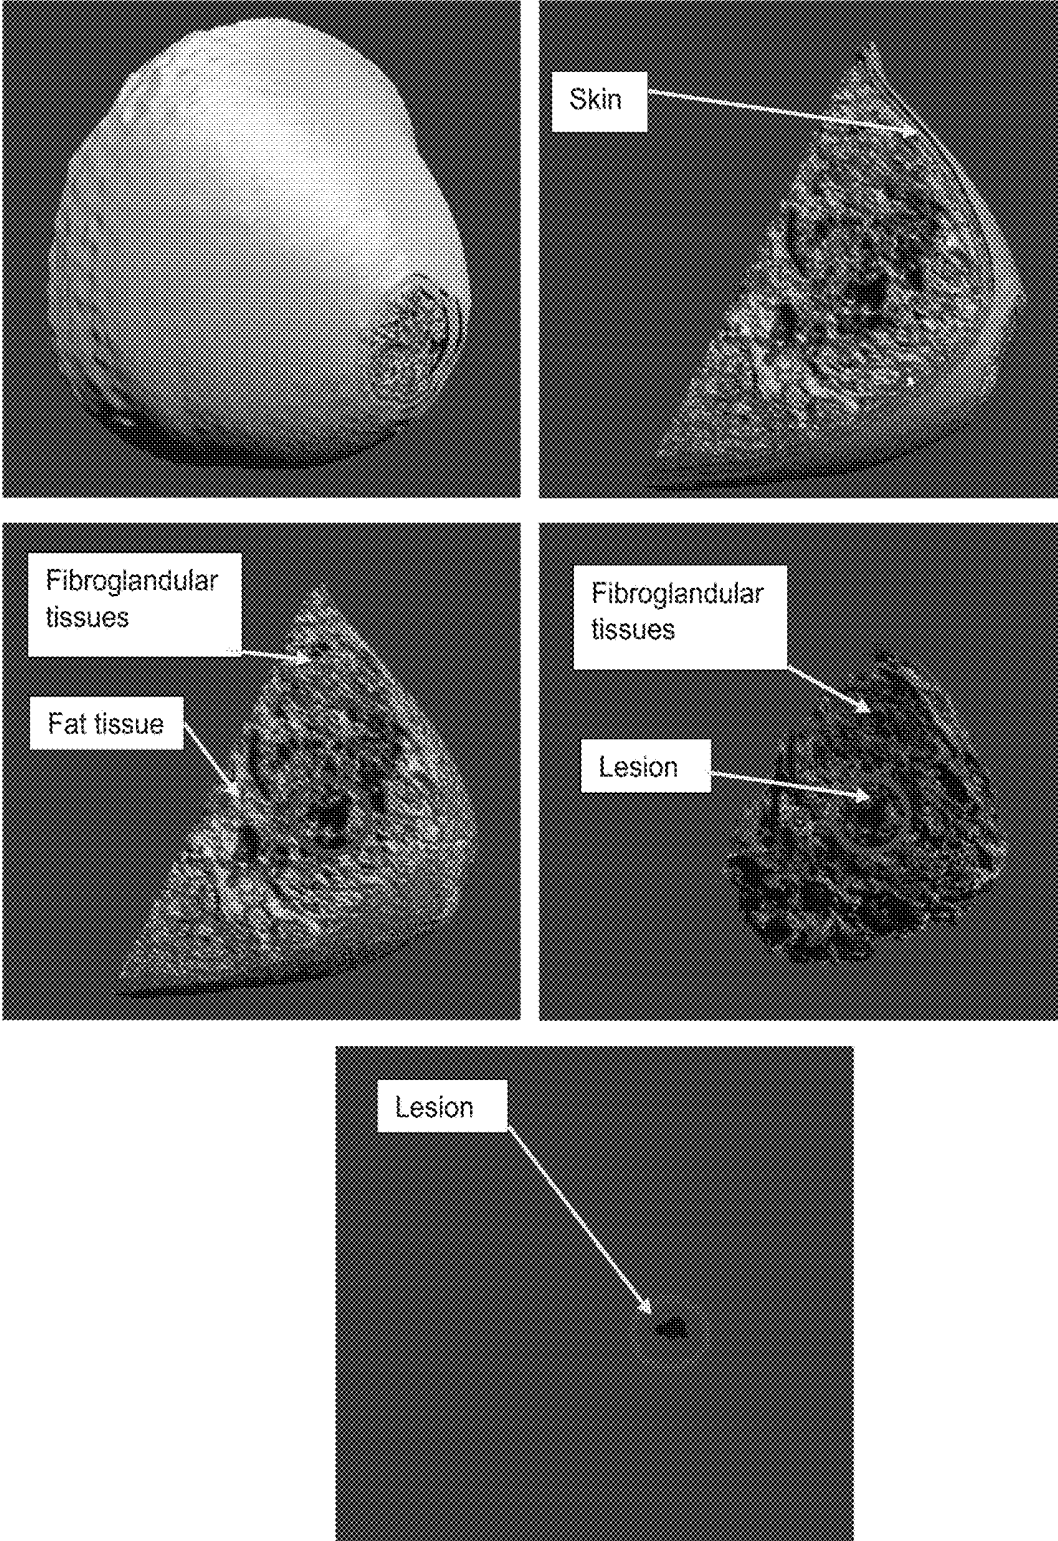 Skin
Fibroglandular
tissues
Fat tissue
Fibroglandular
tissues
Lesion
Lesion